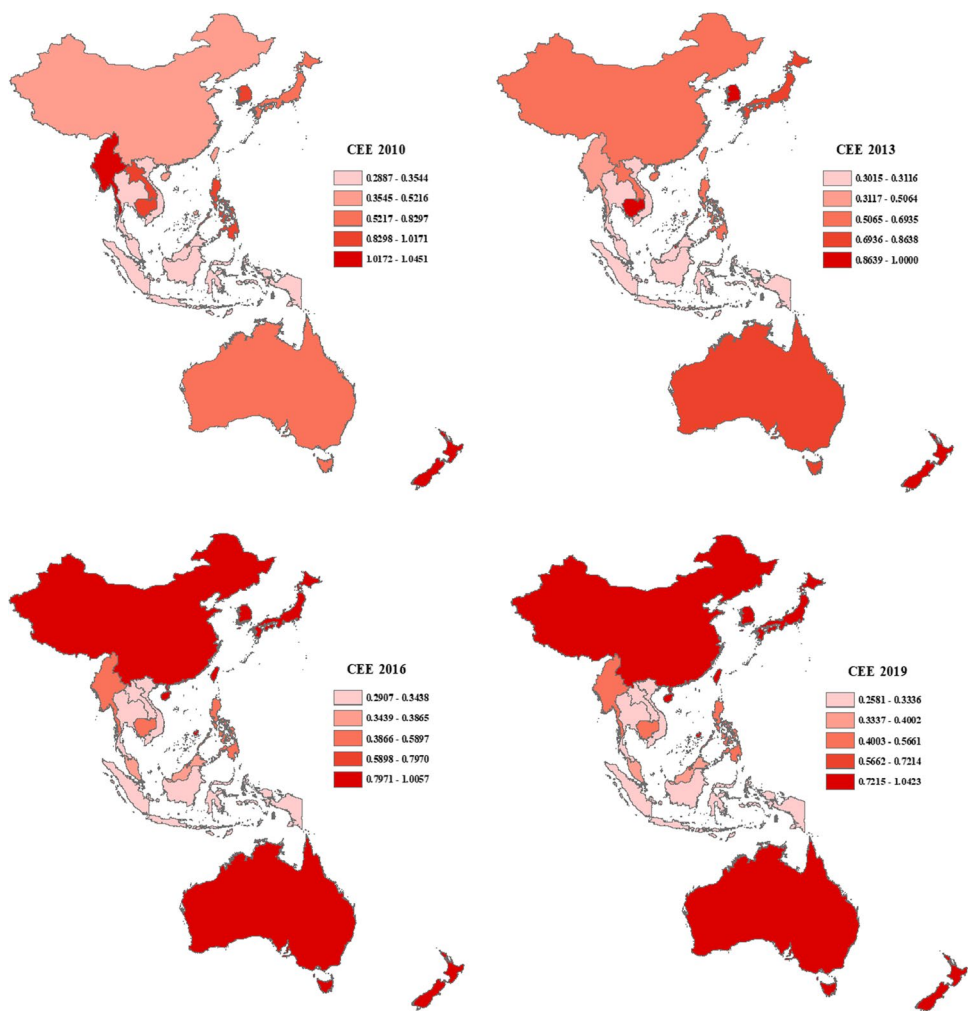 CEE 2010
0.2887 - 0.3544
0.3545 - 0.5216
0.5217 - 0.8297
0.8298 - 1.0171
1.0172 - 1.0451
CEE 2013
0.3015 - 0.3116
0.3117 - 0.5064
0.5065 - 0.6935
0.6936 - 0.8638
0.8639 - 1.0000
CEE 2016
0.2907 - 0.3438
0.3439 - 0.3865
0.3866 - 0.5897
0.5898 - 0.7970
0.7971 - 1.0057
CEE 2019
0.2581 - 0.3336
0.3337 - 0.4002
0.4003 - 0.5661
0.5662 - 0.7214
0.7215 - 1.0423